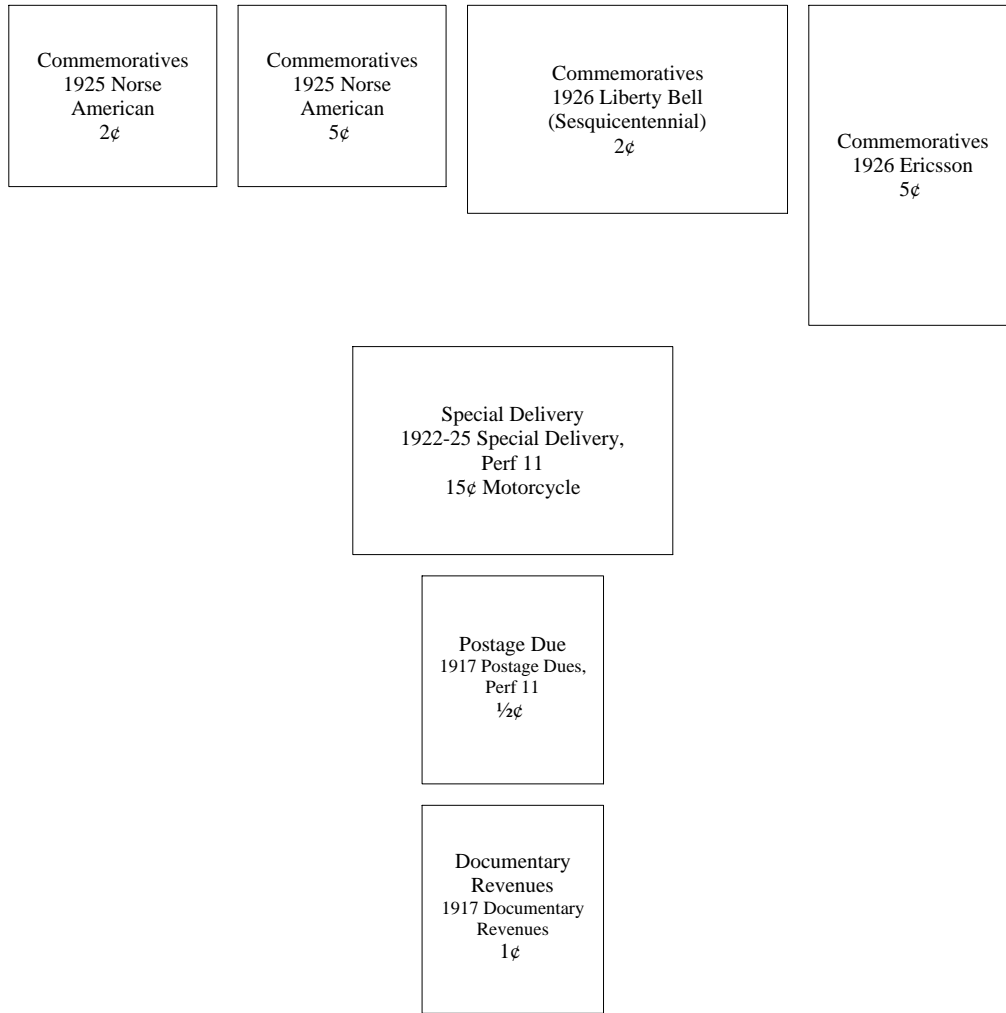 Commemoratives
1925 Norse
American
2¢
Commemoratives
1925 Norse
American
5¢
Commemoratives
1926 Liberty Bell
(Sesquicentennial)
2¢
Commemoratives
1926 Ericsson
5¢
Special Delivery
1922-25 Special Delivery,
Perf 11
15¢ Motorcycle
Postage Due
1917 Postage Dues,
Perf 11
½¢
Documentary
Revenues
1917 Documentary
Revenues
1¢